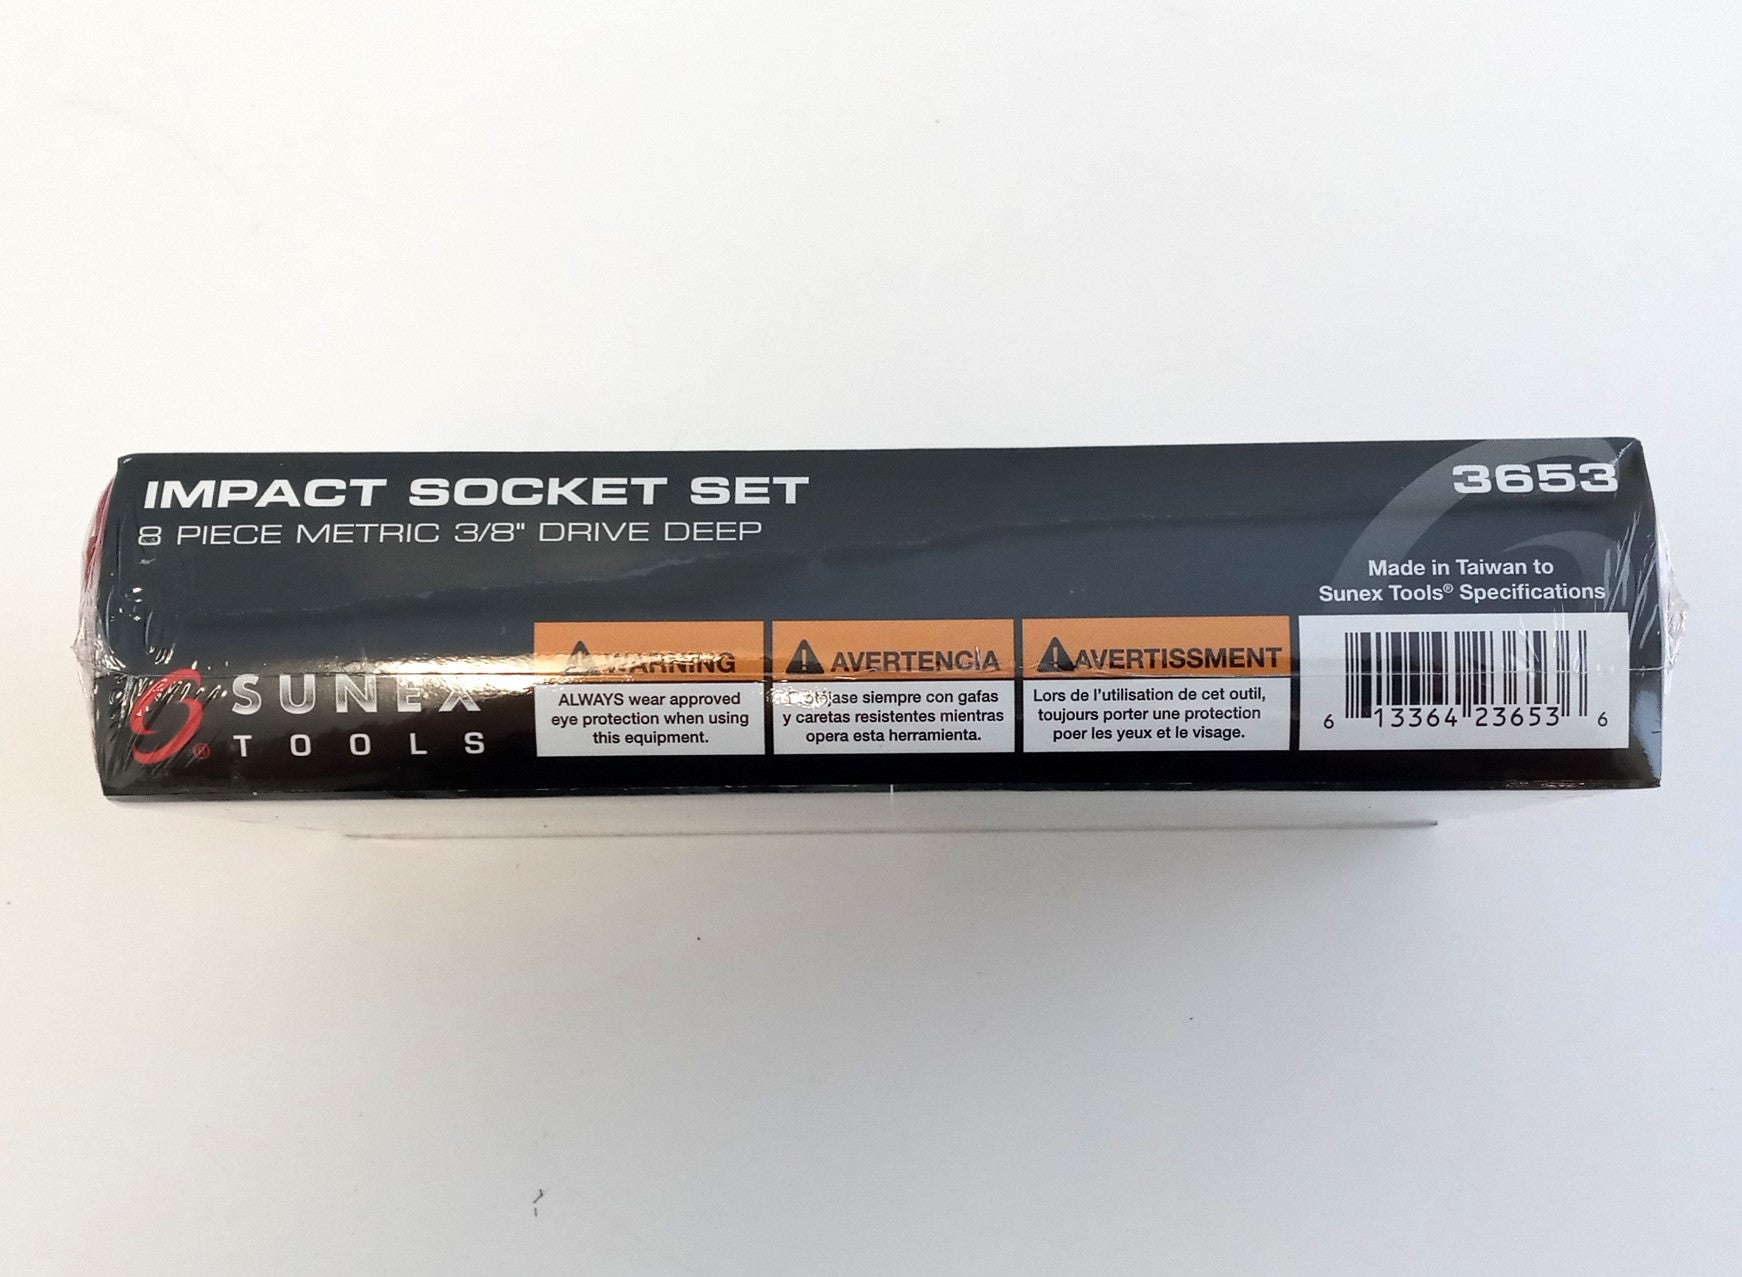 IMPACT SOCKET SET
8 PIECE METRIC 3/8" DRIVE DEEP
3653
Made in Taiwan to
Sunex Tools® Specifications
SUNEX
TOOLS
®
WARNING
ALWAYS wear approved
eye protection when using
this equipment.
AVERTENCIA
siempre con gafas
y caretas resistentes mientras
opera esta herramienta.
AVERTISSMENT
Lors de l'utilisation de cet outil,
toujours porter une protection
poer les yeux et le visage.
6 13364 23653 6